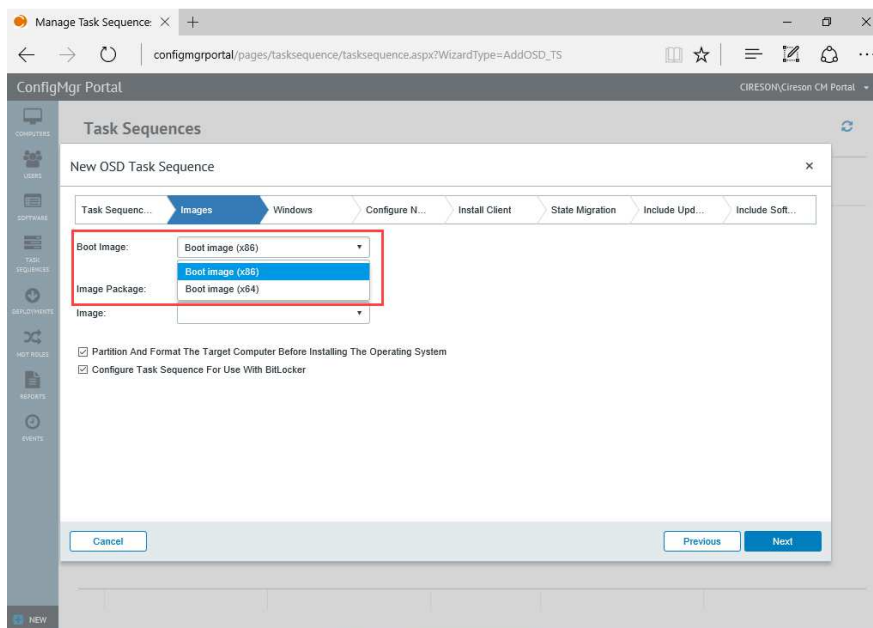 Manage Task Sequence:
configmgrportal/pages/tasksequence/tasksequence.aspx?WizardType=AddOSD_TS
ConfigMgr Portal
CIRESON\Cireson CM Portal
COMPUTERS
USERS
SOFTWARE
TASK
SEQUENCES
DEPLOYMENTS
HOT ROLES
REPORTS
EVENTS
NEW
Task Sequences
New OSD Task Sequence
Task Sequenc...
Images
Windows
Configure N...
Install Client
State Migration
Include Upd...
Include Soft...
Boot Image:
Boot image (x86)
Boot image (x86)
Boot image (x64)
Image Package:
Image:
Partition And Format The Target Computer Before Installing The Operating System
Configure Task Sequence For Use With BitLocker
Cancel
Previous
Next